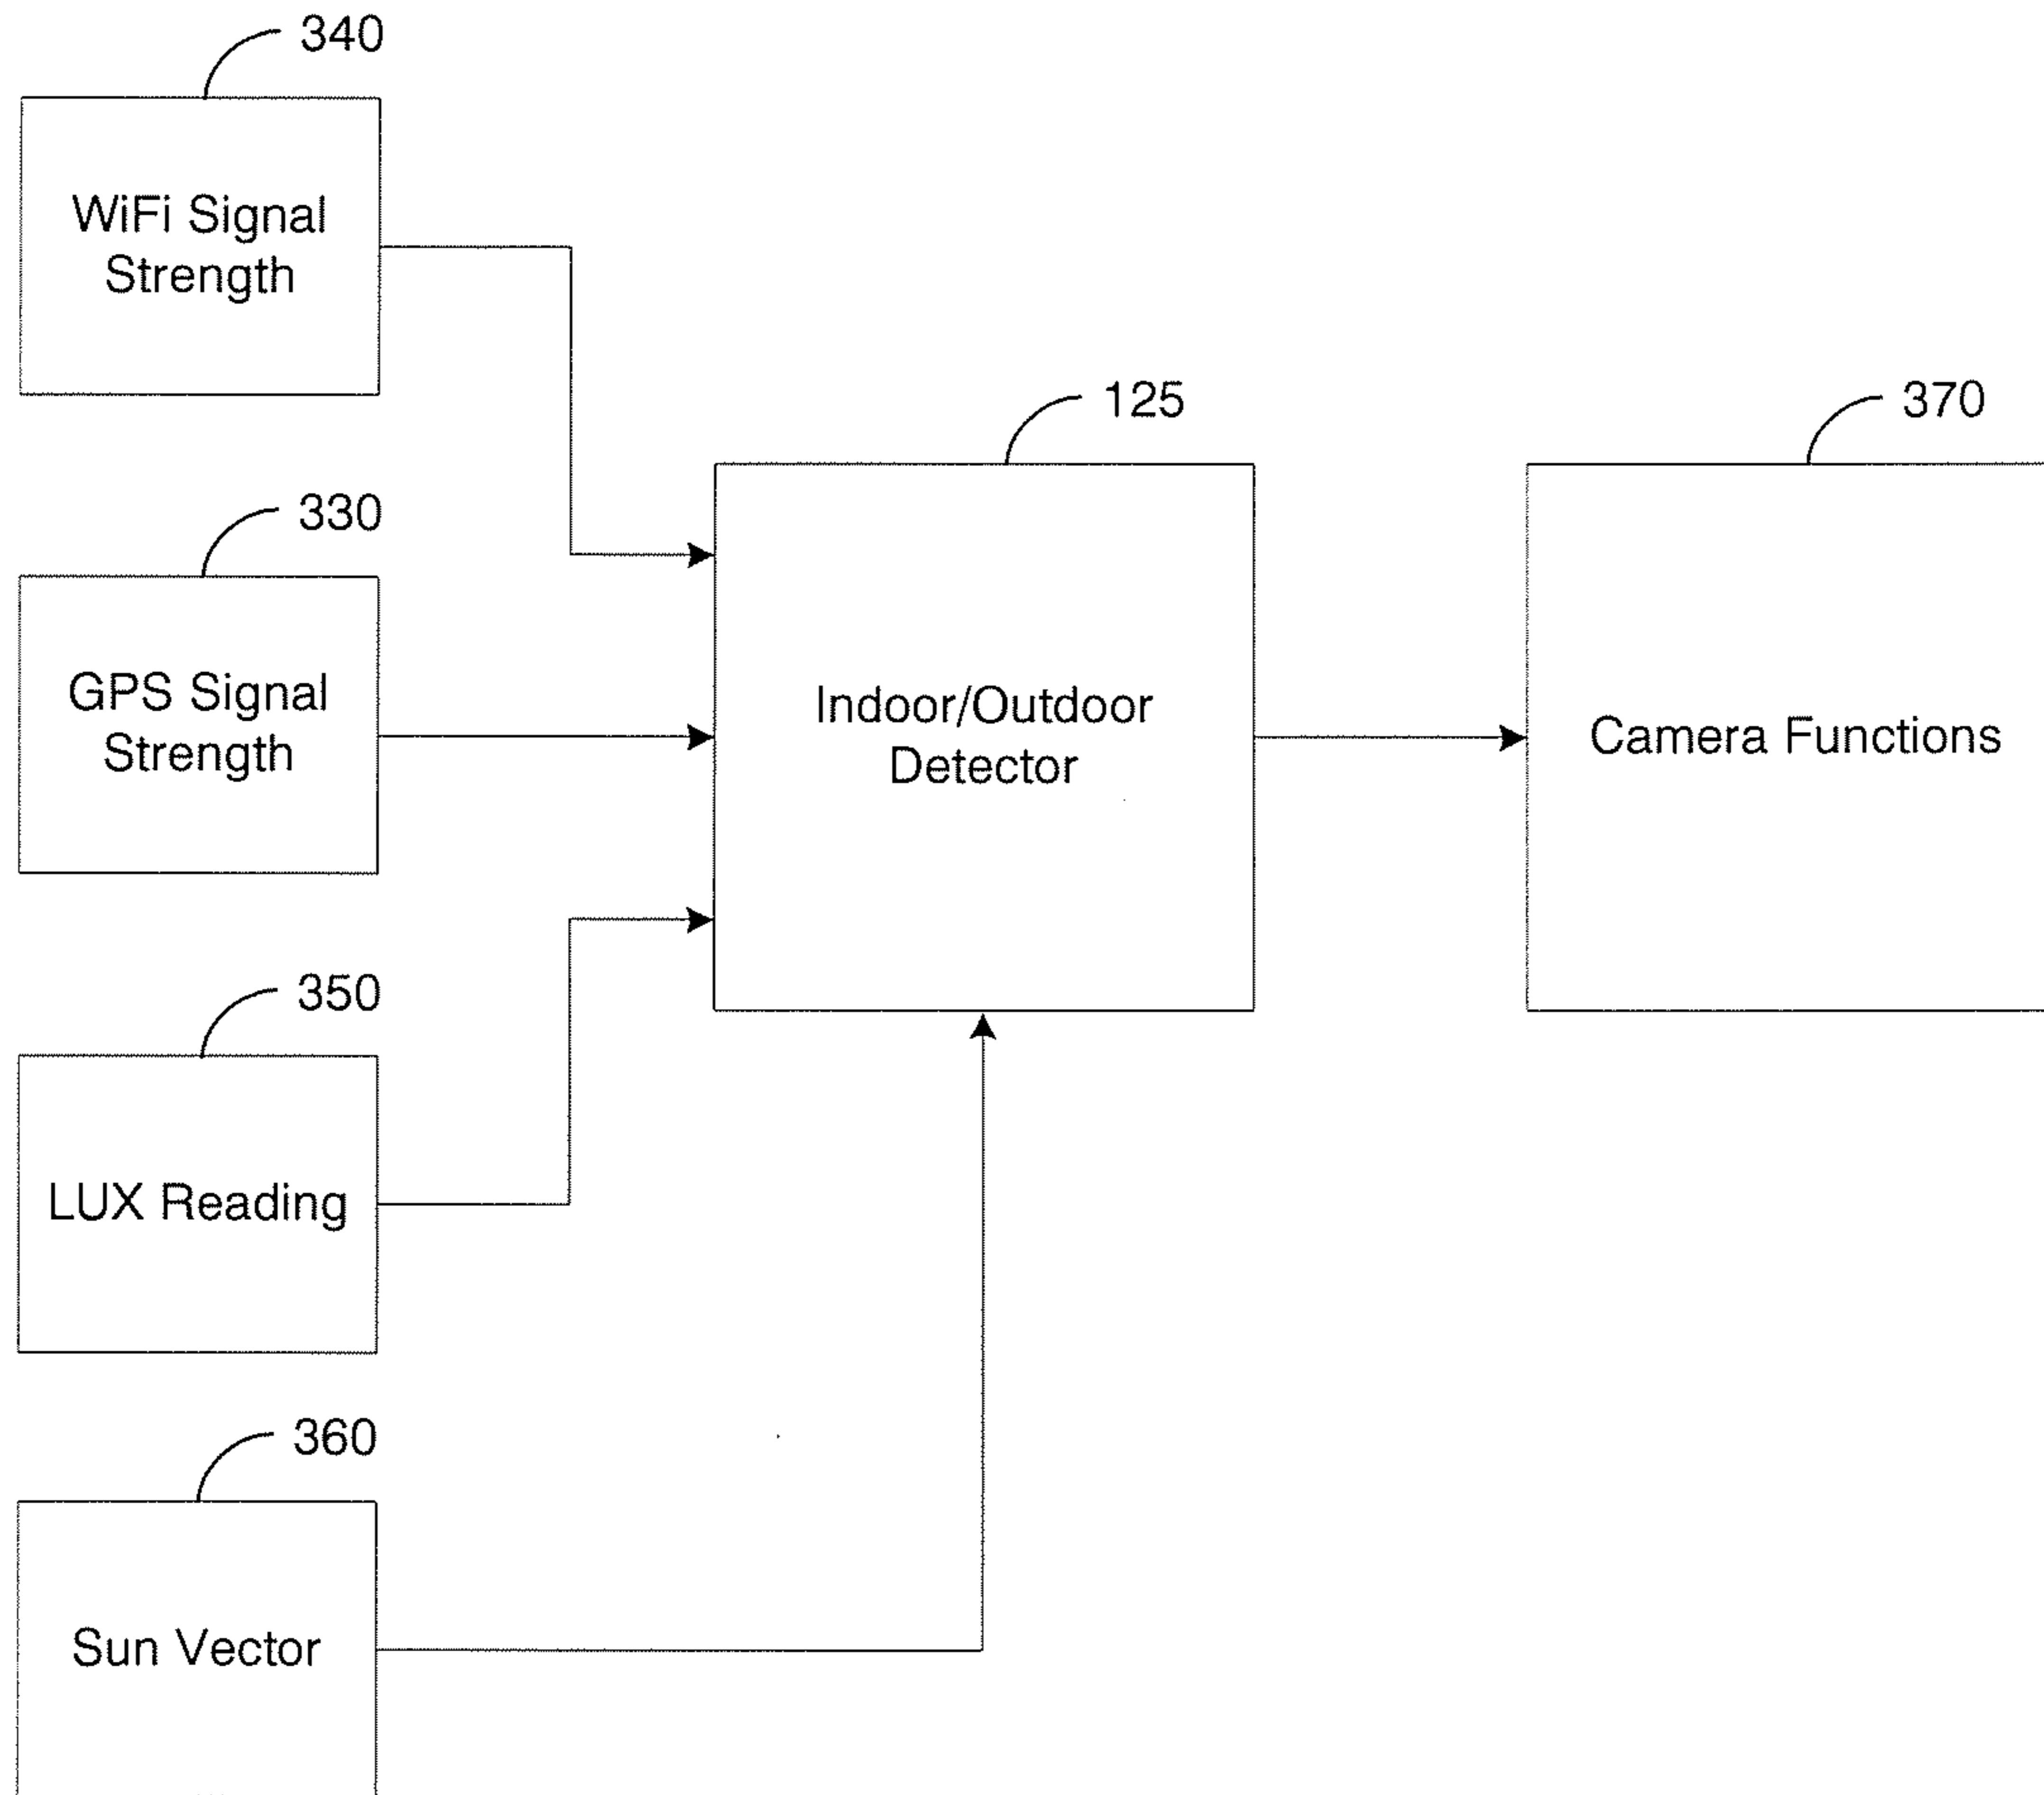 340
WiFi Signal
Strength
125
370
330
GPS Signal
Strength
Indoor/Outdoor
Detector
Camera Functions
350
LUX Reading
360
Sun Vector